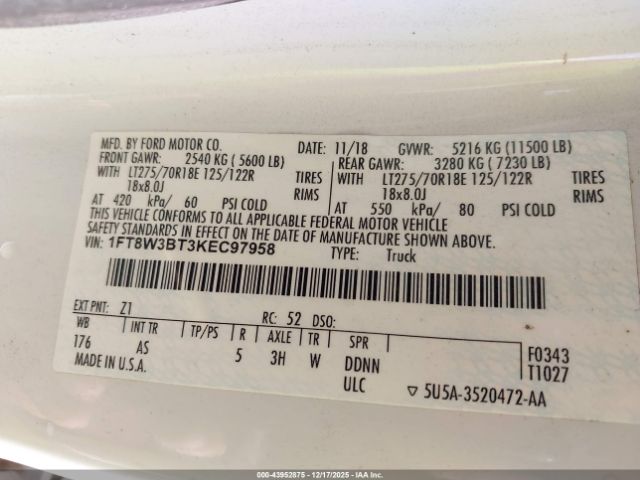 MFD. BY FORD MOTOR CO. DATE: 11/18 GVWR: 5216 KG (11500 LB)
FRONT GAWR: 2540 KG ( 5600 LB) REAR GAWR: 3280 KG ( 7230 LB)
WITH LT275/70R18E 125/122R TIRES WITH LT275/70R18E 125/122R TIRES
18x8.0J RIMS 18x8.0J RIMS
AT 420 kPa/ 60 PSI COLD AT 550 kPa/ 80 PSI COLD
THIS VEHICLE CONFORMS TO ALL APPLICABLE FEDERAL MOTOR VEHICLE
SAFETY STANDARDS IN EFFECT ON THE DATE OF MANUFACTURE SHOWN ABOVE.
VIN: 1FT8W3BT3KEC97958 TYPE: Truck
EXT PNT: Z1 RC: 52 DSO:
WB INT TR TP/PS R AXLE TR SPR F0343
176 AS 5 3H W DDNN T1027
MADE IN U.S.A. ULC ▽ 5U5A-3520472-AA
000-43952875 - 12/17/2025 - IAA, Inc.